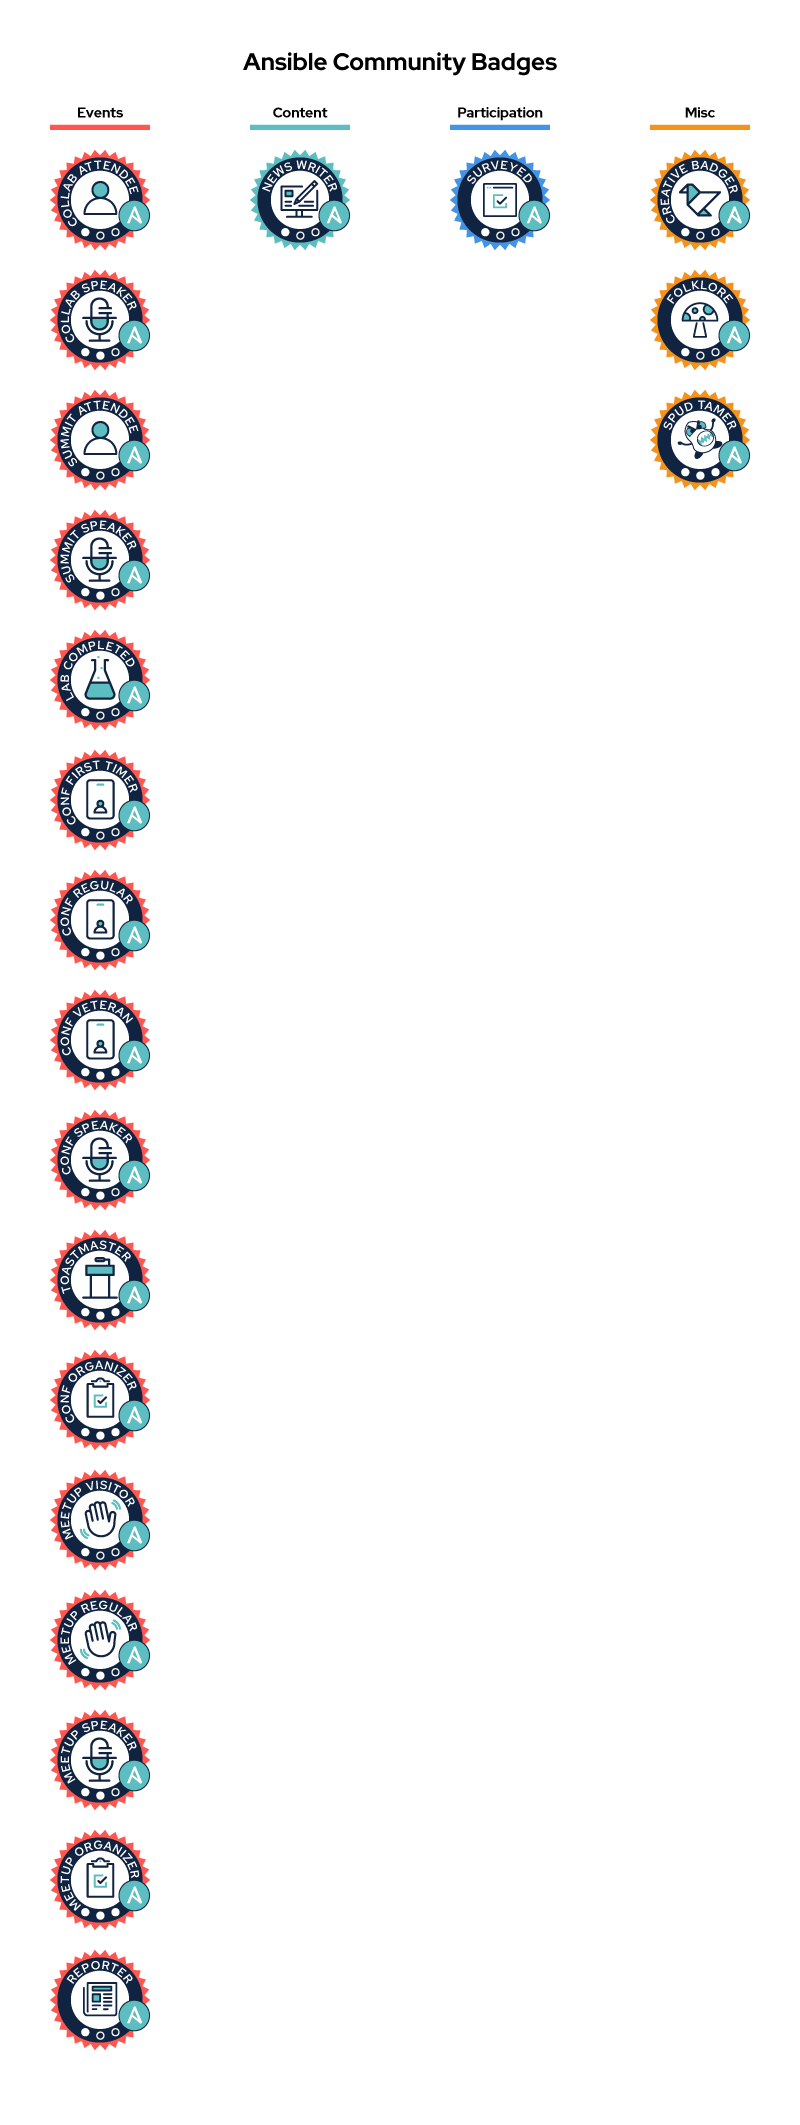 Ansible Community Badges
Events
Content
Participation
Misc
COLLAB ATTENDEE
NEWS WRITER
SURVEYED
CREATIVE BADGER
COLLAB SPEAKER
FOLKLORE
SUMMIT ATTENDEE
SPUD TAMER
SUMMIT SPEAKER
LAB COMPLETED
CONF FIRST TIMER
CONF REGULAR
CONF VETERAN
CONF SPEAKER
TOASTMASTER
CONF ORGANIZER
MEETUP VISITOR
MEETUP REGULAR
MEETUP SPEAKER
MEETUP ORGANIZER
REPORTER